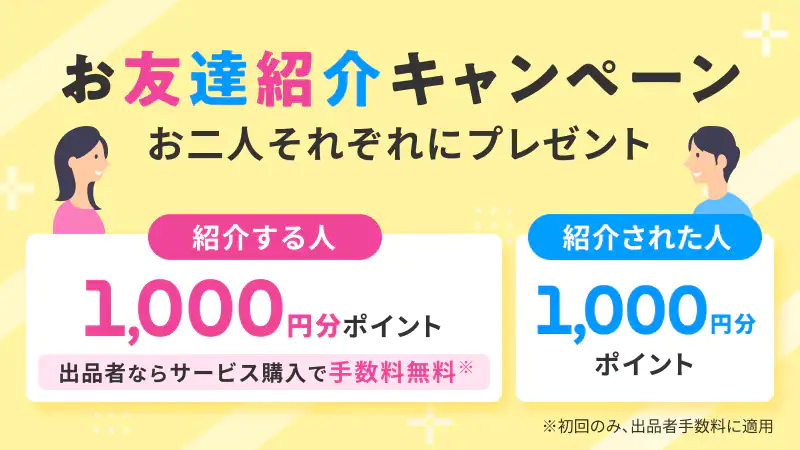 お友達紹介キャンペーン
お二人それぞれにプレゼント
紹介する人
1,000円分ポイント
出品者ならサービス購入で手数料無料※
紹介された人
1,000円分
ポイント
※初回のみ、出品者手数料に適用